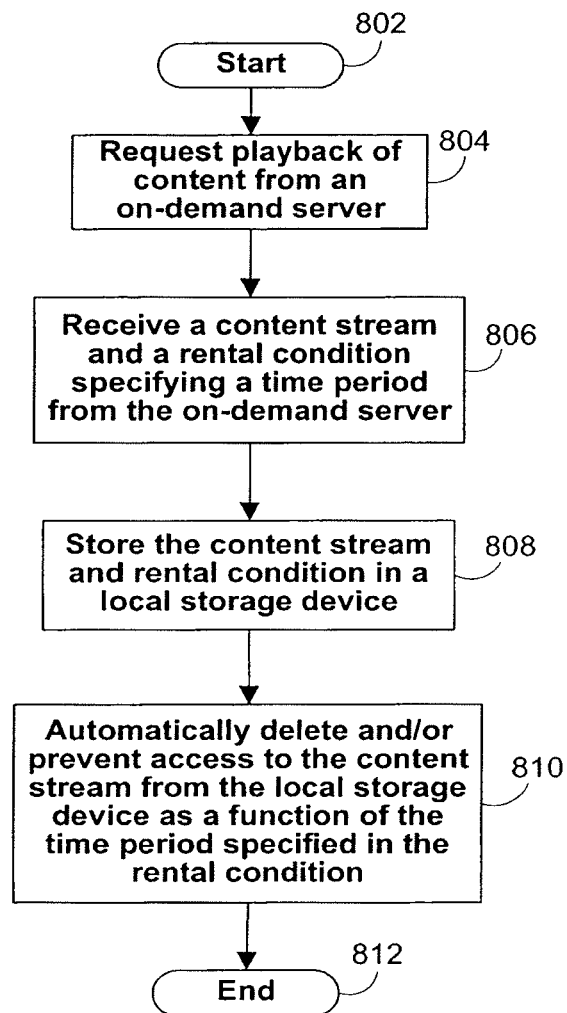 802
Start
804
Request playback of
content from an
on-demand server
806
Receive a content stream
and a rental condition
specifying a time period
from the on-demand server
808
Store the content stream
and rental condition in a
local storage device
810
Automatically delete and/or
prevent access to the content
stream from the local storage
device as a function of the
time period specified in the
rental condition
812
End